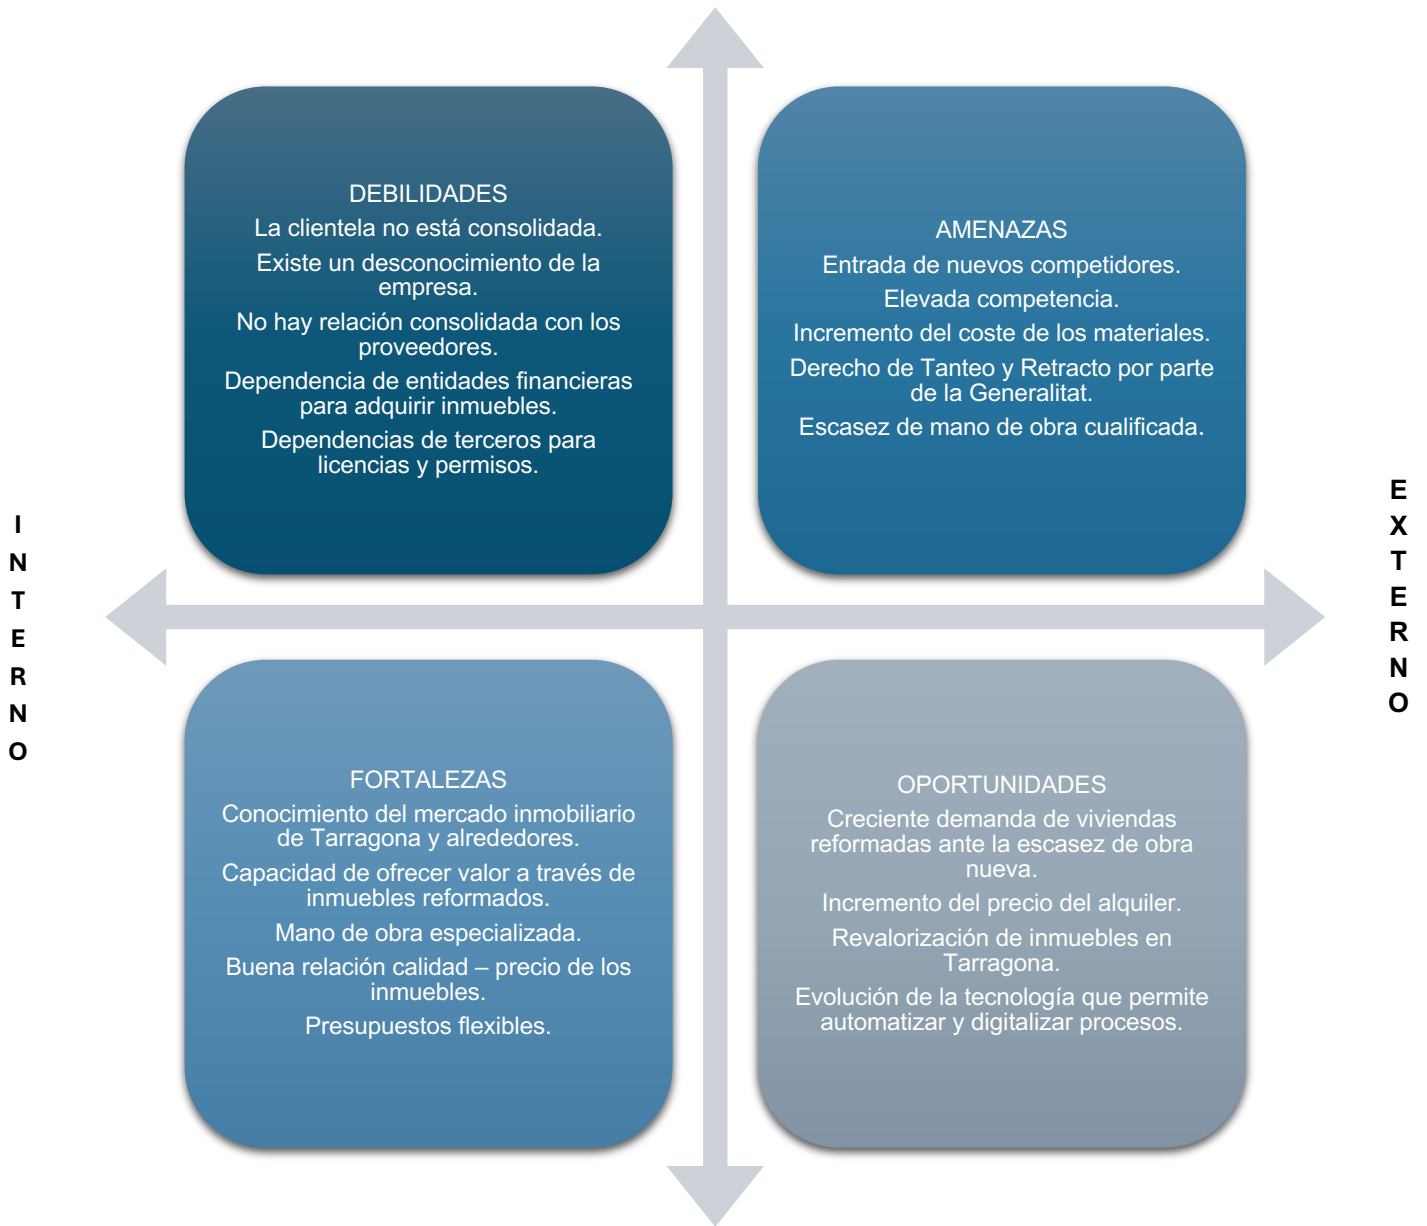 DEBILIDADES
La clientela no está consolidada.
Existe un desconocimiento de la
empresa.
No hay relación consolidada con los
proveedores.
Dependencia de entidades financieras
para adquirir inmuebles.
Dependencias de terceros para
licencias y permisos.
AMENAZAS
Entrada de nuevos competidores.
Elevada competencia.
Incremento del coste de los materiales.
Derecho de Tanteo y Retracto por parte
de la Generalitat.
Escasez de mano de obra cualificada.
I
N
T
E
R
N
O
E
X
T
E
R
N
O
FORTALEZAS
Conocimiento del mercado inmobiliario
de Tarragona y alrededores.
Capacidad de ofrecer valor a través de
inmuebles reformados.
Mano de obra especializada.
Buena relación calidad – precio de los
inmuebles.
Presupuestos flexibles.
OPORTUNIDADES
Creciente demanda de viviendas
reformadas ante la escasez de obra
nueva.
Incremento del precio del alquiler.
Revalorización de inmuebles en
Tarragona.
Evolución de la tecnología que permite
automatizar y digitalizar procesos.